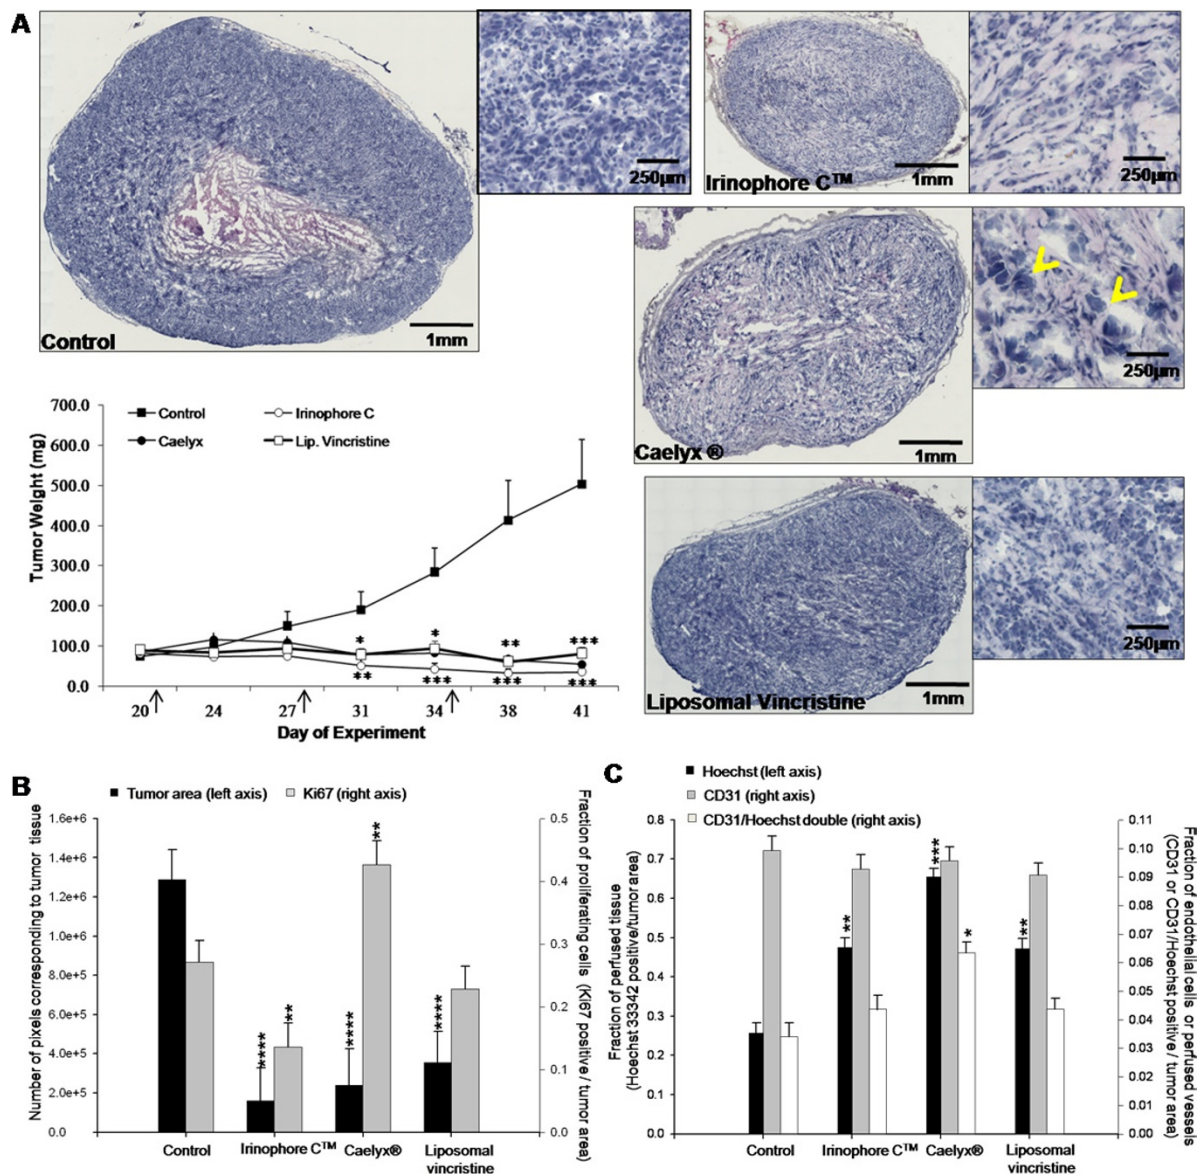 A
Control
1mm
250µm
Irinophore C™
1mm
250µm
Caelyx ®
1mm
250µm
Liposomal Vincristine
1mm
250µm
Control
Irinophore C
Caelyx
Lip. Vincristine
Tumor Weight (mg)
700.0
600.0
500.0
400.0
300.0
200.0
100.0
0.0
* * ** ***
** *** *** ***
20 24 27 31 34 38 41
Day of Experiment
B
Tumor area (left axis)
Ki67 (right axis)
Number of pixels corresponding to tumor tissue
1.6e+6
1.4e+6
1.2e+6
1.0e+6
8.0e+5
6.0e+5
4.0e+5
2.0e+5
0.0
**** ** **** ** ****
0.5
0.4
0.3
0.2
0.1
0.0
Fraction of proliferating cells (Ki67 positive / tumor area)
Control
Irinophore C™
Caelyx®
Liposomal
vincristine
C
Hoechst (left axis)
CD31 (right axis)
CD31/Hoechst double (right axis)
Fraction of perfused tissue
(Hoechst 33342 positive/tumor area)
0.8
0.7
0.6
0.5
0.4
0.3
0.2
0.1
0.0
** *** * **
0.11
0.10
0.09
0.08
0.07
0.06
0.05
0.04
0.03
0.02
0.01
0.00
Fraction of endothelial cells or perfused vessels
(CD31 or CD31/Hoechst positive / tumor area)
Control
Irinophore C™
Caelyx®
Liposomal
vincristine